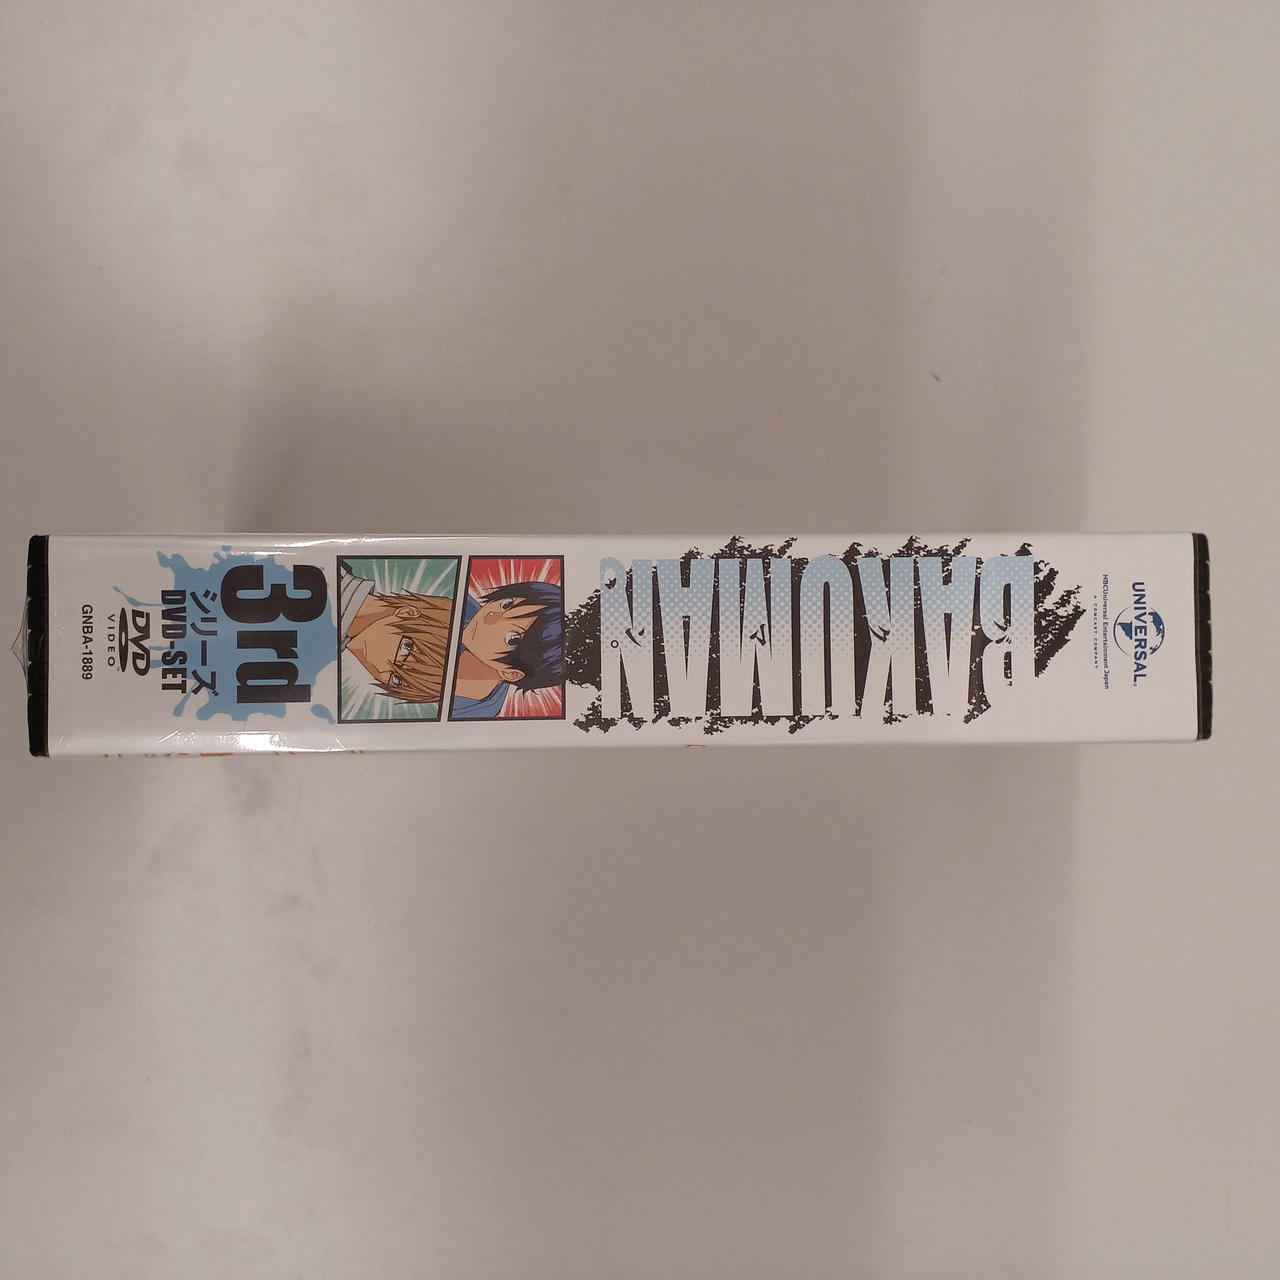 UNIVERSAL®
NBCUniversal Entertainment Japan
A COMCAST COMPANY
BAKUMAN。
バクマン。
3rd
シリーズ
DVD-SET
DVD
VIDEO
GNBA-1889